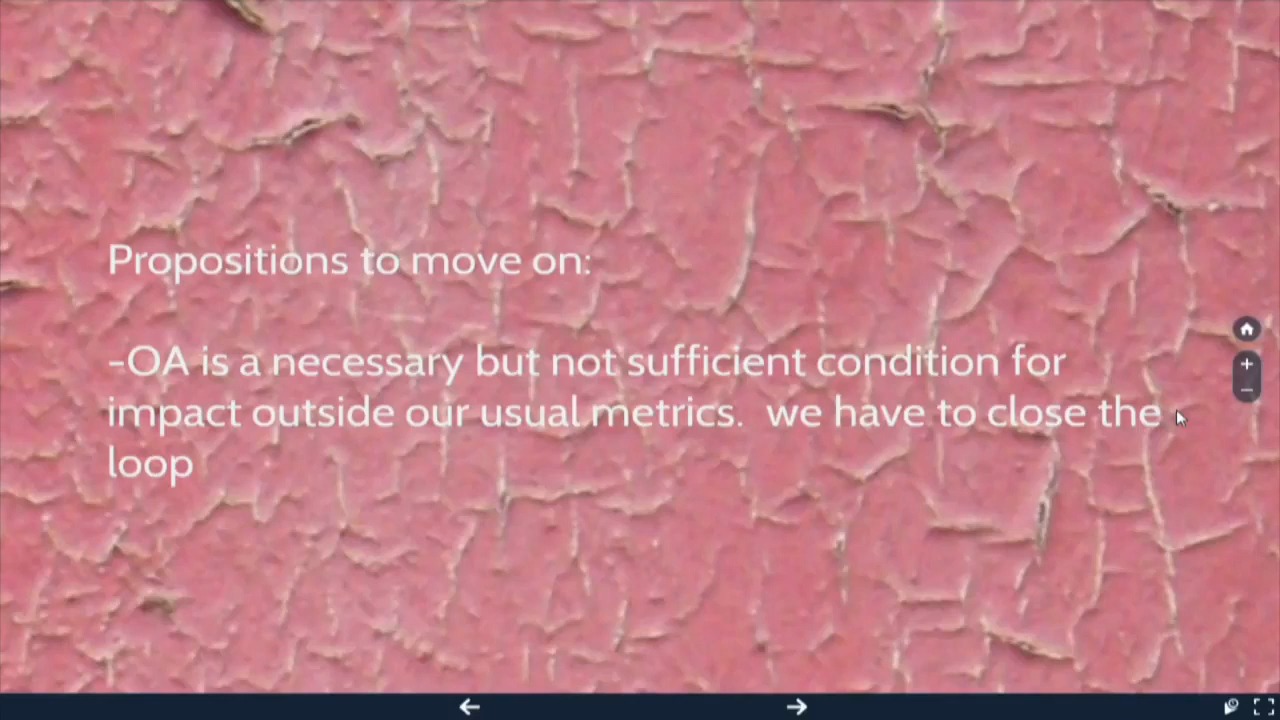 Propositions to move on:
-OA is a necessary but not sufficient condition for
impact outside our usual metrics.  we have to close the
loop